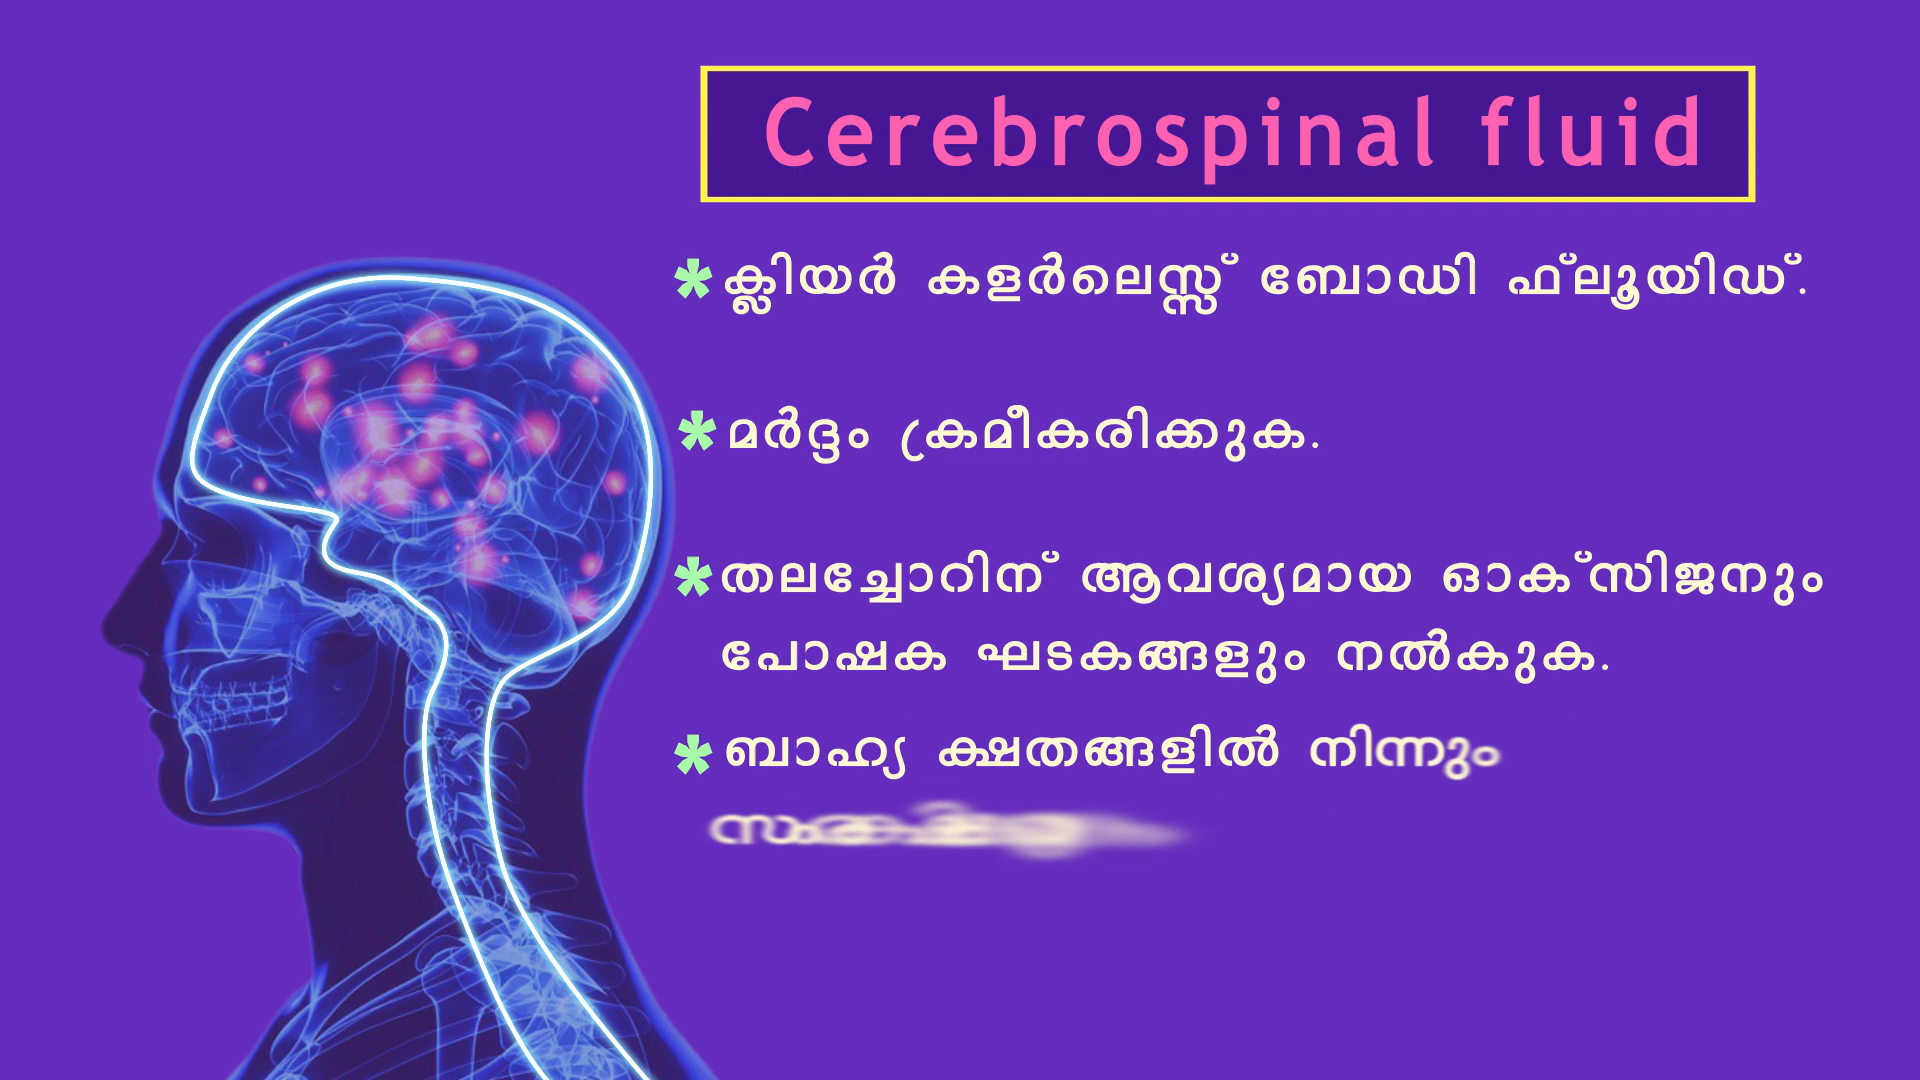 Cerebrospinal fluid
* ക്ലിയർ കളർലെസ്സ് ബോഡി ഫ്ലൂയിഡ്.
* മർദ്ദം ക്രമീകരിക്കുക.
* തലച്ചോറിന് ആവശ്യമായ ഓക്സിജനും
പോഷക ഘടകങ്ങളും നൽകുക.
* ബാഹ്യ ക്ഷതങ്ങളിൽ നിന്നും